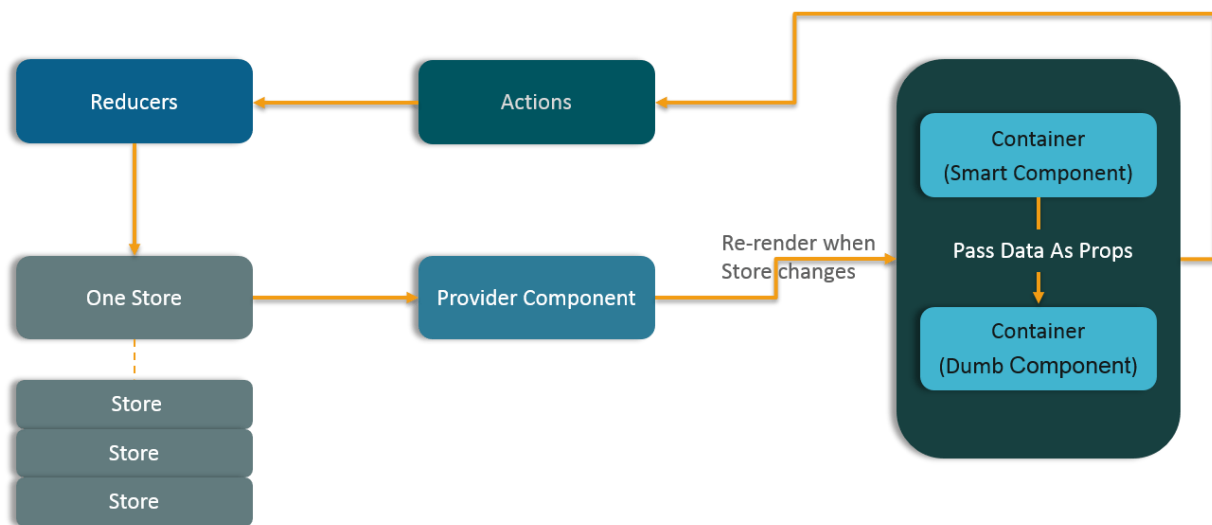 Reducers
Actions
Container
(Smart Component)
Re-render when
Store changes
Pass Data As Props
One Store
Provider Component
Container
(Dumb Component)
Store
Store
Store